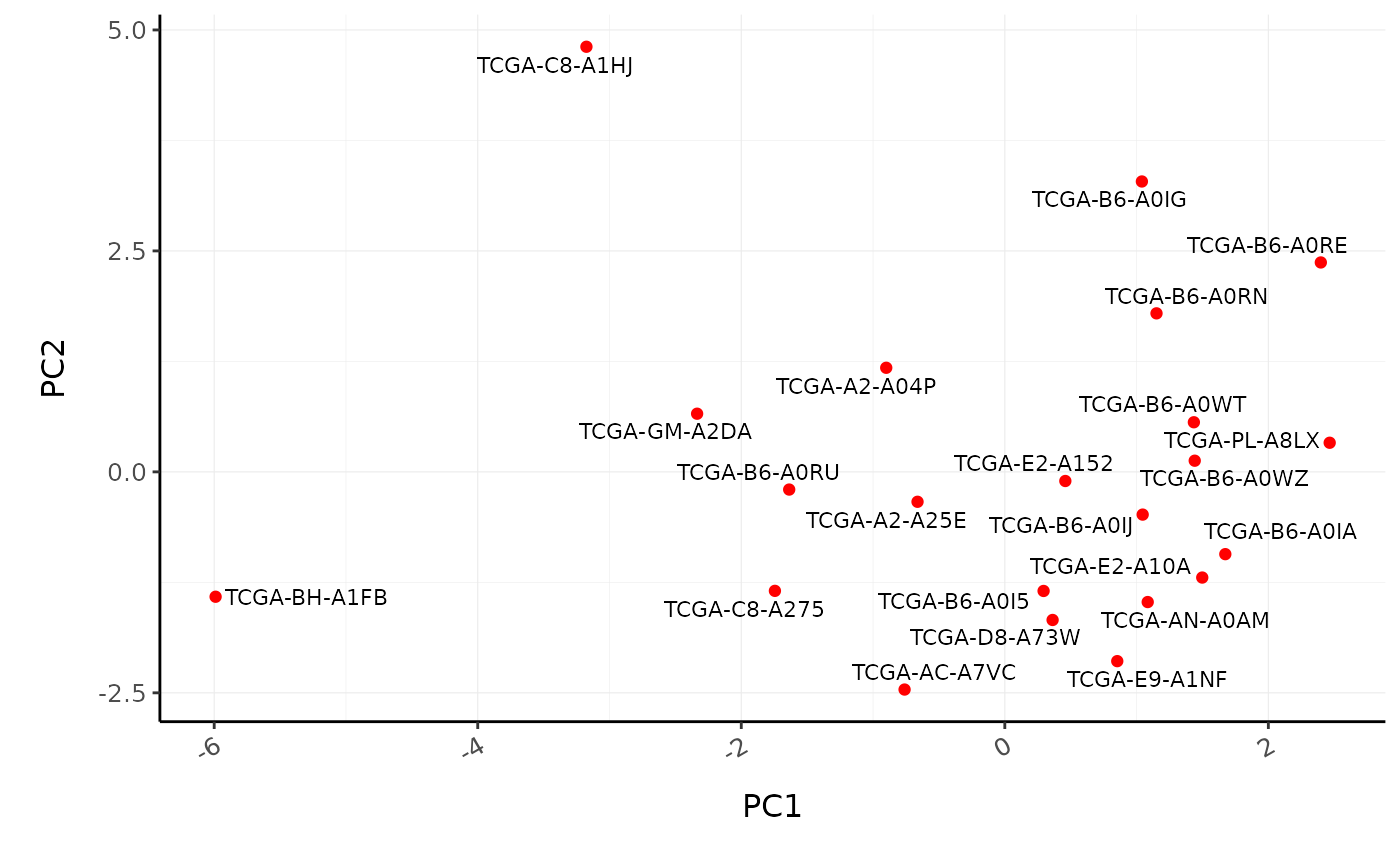 5.0
TCGA-C8-A1HJ
TCGA-B6-A0IG
TCGA-B6-A0RE
2.5
TCGA-B6-A0RN
PC2
TCGA-A2-A04P
TCGA-B6-A0WT
TCGA-GM-A2DA
TCGA-PL-A8LX
TCGA-E2-A152
0.0
TCGA-B6-A0RU
TCGA-B6-A0WZ
TCGA-A2-A25E
TCGA-B6-A0IJ
TCGA-B6-A0IA
TCGA-E2-A10A
TCGA-BH-A1FB
TCGA-B6-A0I5
TCGA-C8-A275
TCGA-AN-A0AM
TCGA-D8-A73W
TCGA-AC-A7VC
TCGA-E9-A1NF
-2.5
-6
-4
-2
0
2
PC1